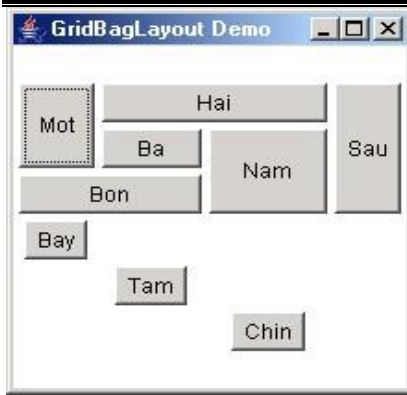 GridBagLayout Demo
Mot
Hai
Ba
Nam
Sau
Bon
Bay
Tam
Chin